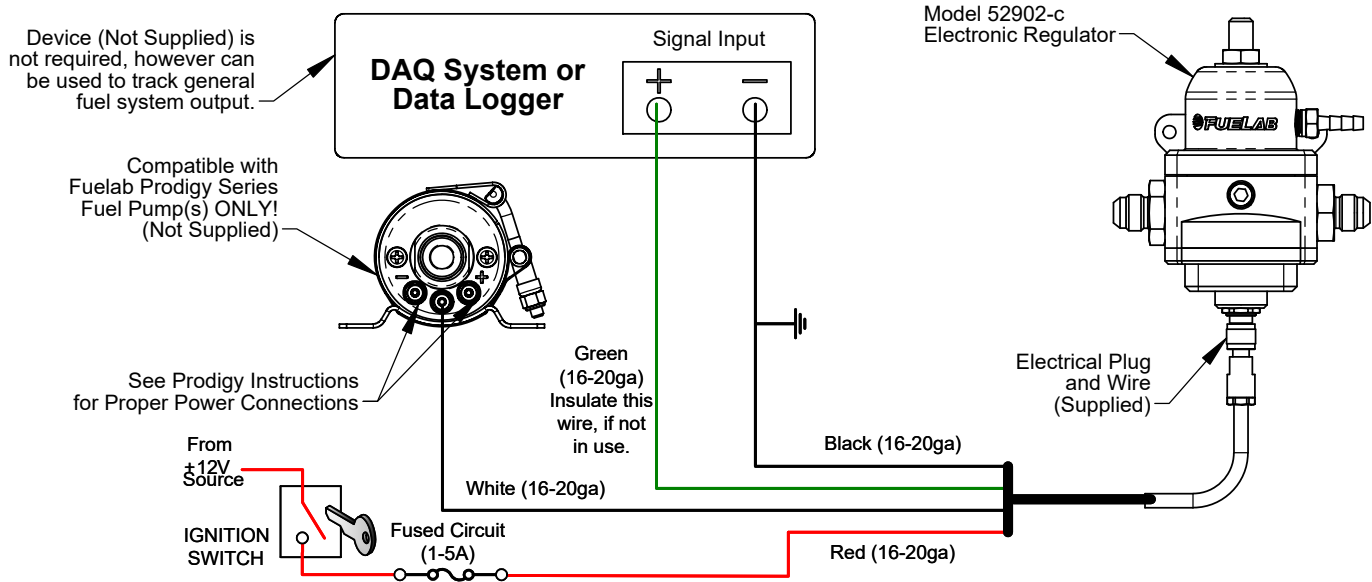 Device (Not Supplied) is
not required, however can
be used to track general
fuel system output.
DAQ System or
Data Logger
Signal Input
+
−
Model 52902-c
Electronic Regulator
FUELAB
Compatible with
Fuelab Prodigy Series
Fuel Pump(s) ONLY!
(Not Supplied)
−
+
See Prodigy Instructions
for Proper Power Connections
Green
(16-20ga)
Insulate this
wire, if not
in use.
Electrical Plug
and Wire
(Supplied)
Black (16-20ga)
From
+12V
Source
White (16-20ga)
IGNITION
SWITCH
Fused Circuit
(1-5A)
Red (16-20ga)